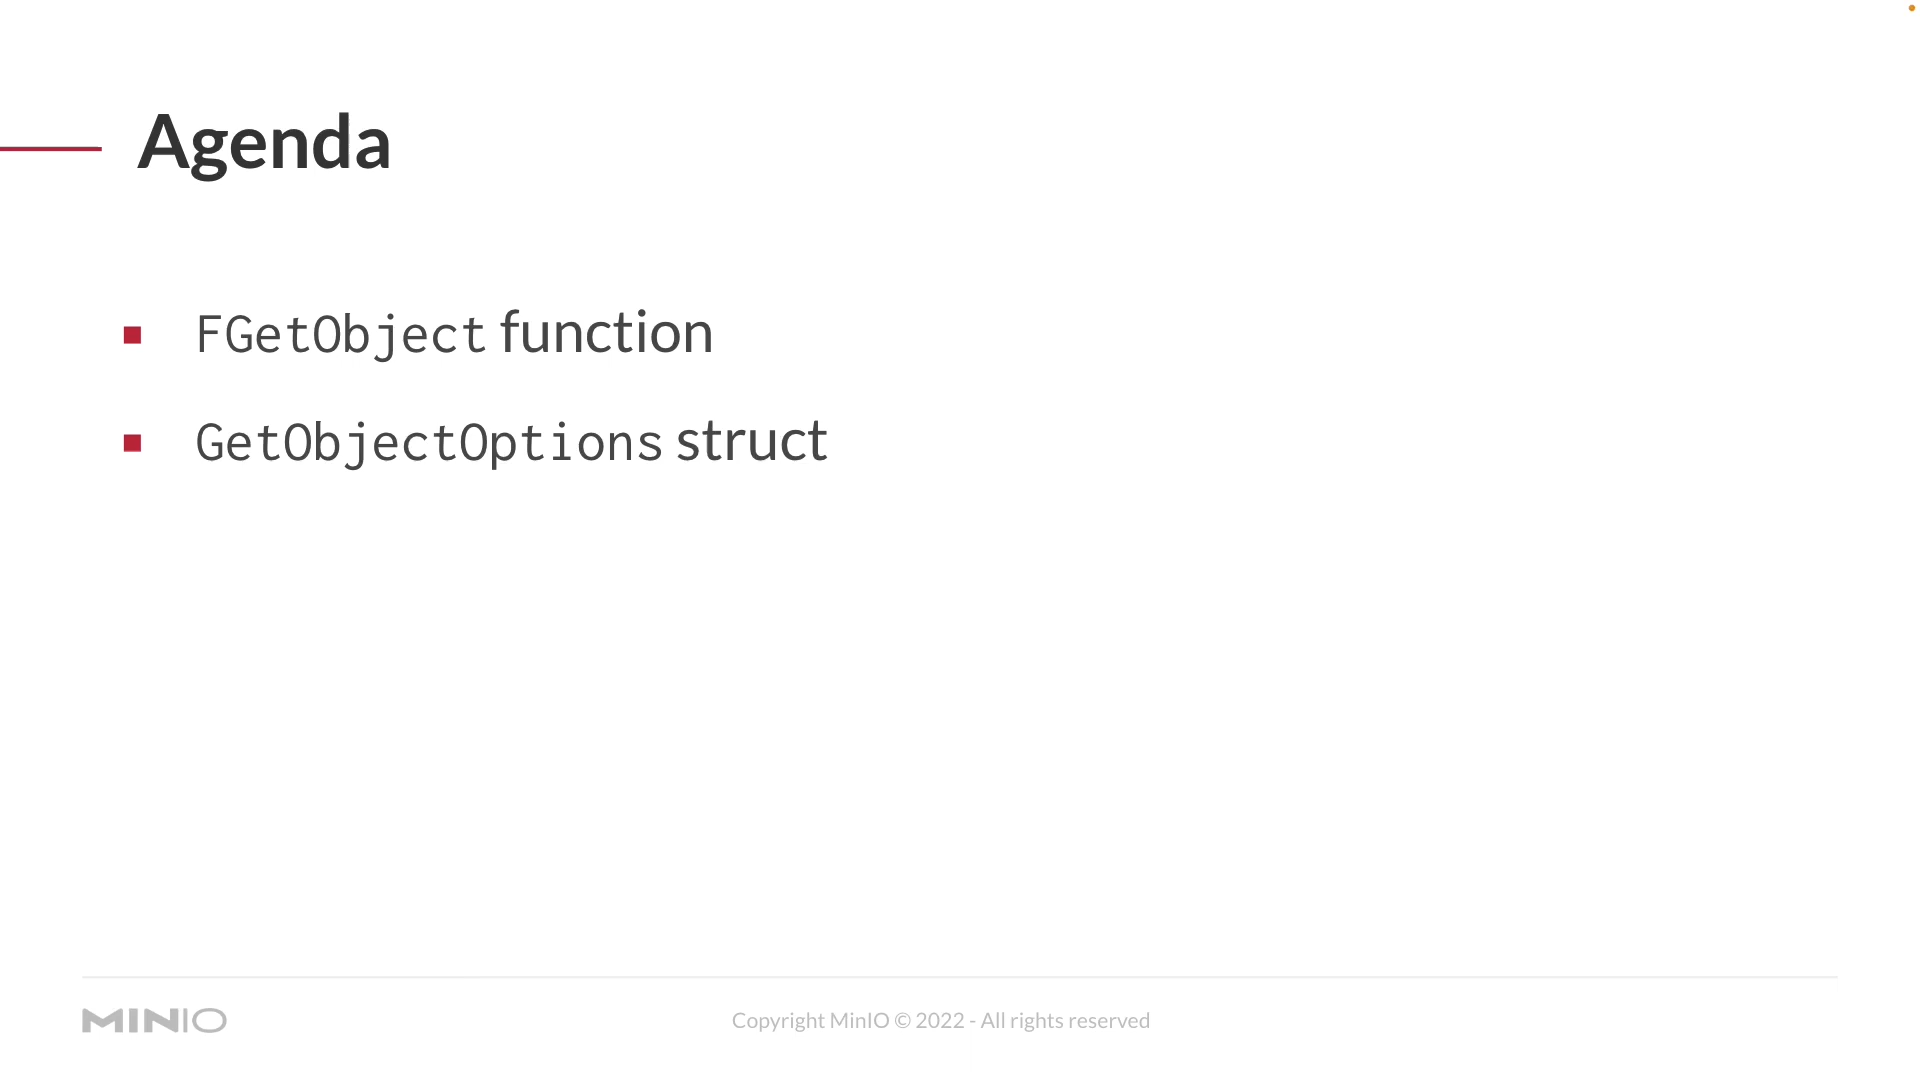 Agenda
FGetObject function
GetObjectOptions struct
MINIO
Copyright MinIO © 2022 - All rights reserved